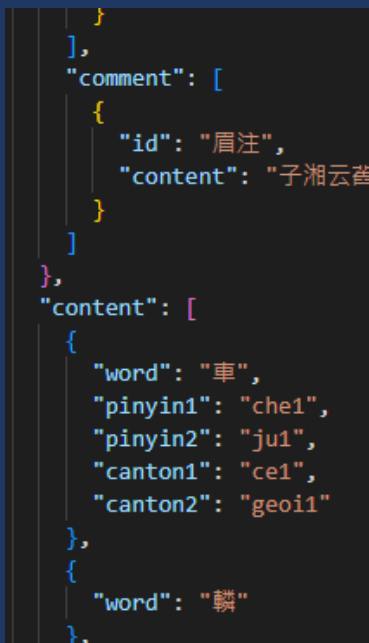 }
],
"comment": [
{
"id": "眉注",
"content": "子湘云舊
}
]
},
"content": [
{
"word": "車",
"pinyin1": "che1",
"pinyin2": "ju1",
"canton1": "ce1",
"canton2": "geoi1"
},
{
"word": "轔"
},